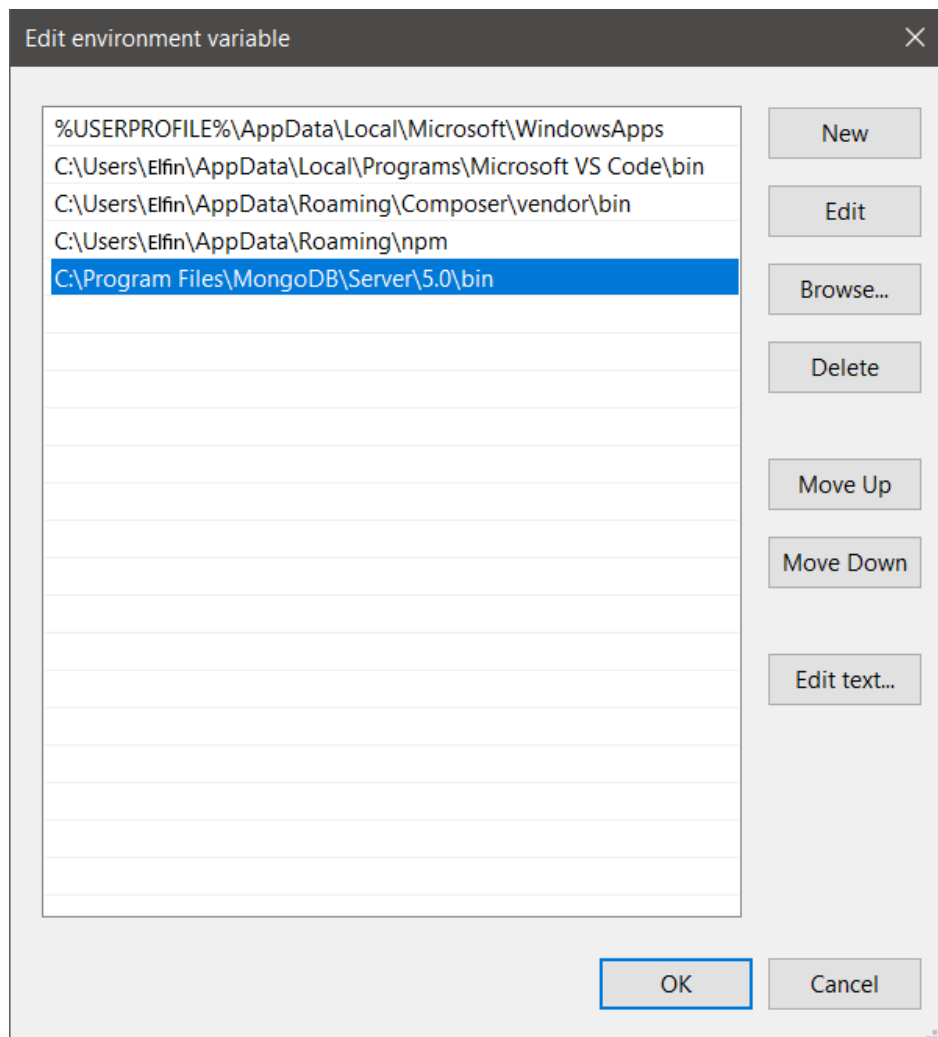 Edit environment variable
%USERPROFILE%\AppData\Local\Microsoft\WindowsApps
C:\Users\Elfin\AppData\Local\Programs\Microsoft VS Code\bin
C:\Users\Elfin\AppData\Roaming\Composer\vendor\bin
C:\Users\Elfin\AppData\Roaming\npm
C:\Program Files\MongoDB\Server\5.0\bin
New
Edit
Browse...
Delete
Move Up
Move Down
Edit text...
OK
Cancel